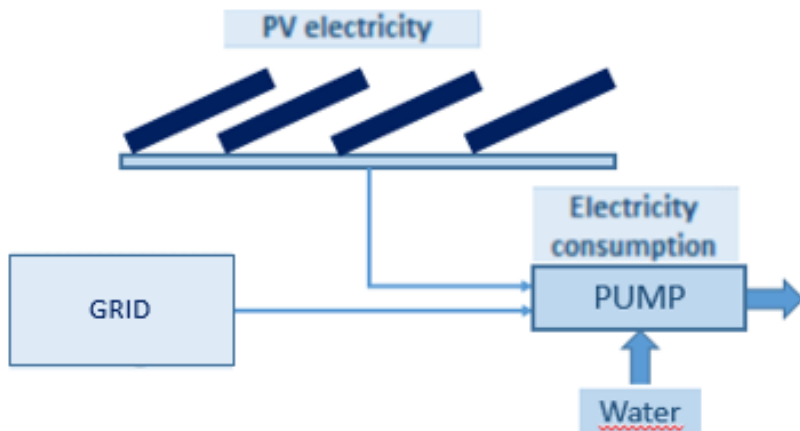 PV electricity
Electricity
consumption
GRID
PUMP
Water